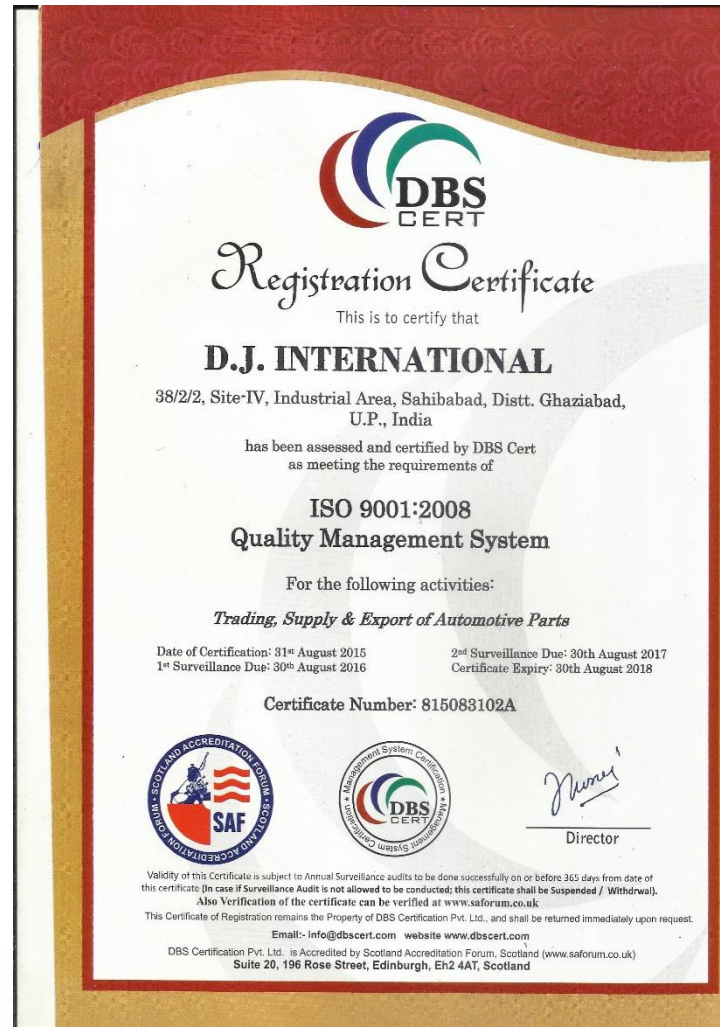 DBS
CERT
Registration Certificate
This is to certify that
D.J. INTERNATIONAL
38/2/2, Site-IV, Industrial Area, Sahibabad, Distt. Ghaziabad,
U.P., India
has been assessed and certified by DBS Cert
as meeting the requirements of
ISO 9001:2008
Quality Management System
For the following activities:
Trading, Supply & Export of Automotive Parts
Date of Certification: 31st August 2015
1st Surveillance Due: 30th August 2016
2nd Surveillance Due: 30th August 2017
Certificate Expiry: 30th August 2018
Certificate Number: 815083102A
SCOTLAND ACCREDITATION FORUM • SCOTLAND ACCREDITATION FORUM •
SAF
Management System Certification ★ Management System Certification ★
DBS
CERT
Director
Validity of this Certificate is subject to Annual Surveillance audits to be done successfully on or before 365 days from date of
this certificate (In case if Surveillance Audit is not allowed to be conducted; this certificate shall be Suspended / Withdrwal).
Also Verification of the certificate can be verified at www.saforum.co.uk
This Certificate of Registration remains the Property of DBS Certification Pvt. Ltd., and shall be returned immediately upon request.
Email:- info@dbscert.com website www.dbscert.com
DBS Certification Pvt. Ltd. is Accredited by Scotland Accreditation Forum, Scotland (www.saforum.co.uk)
Suite 20, 196 Rose Street, Edinburgh, Eh2 4AT, Scotland